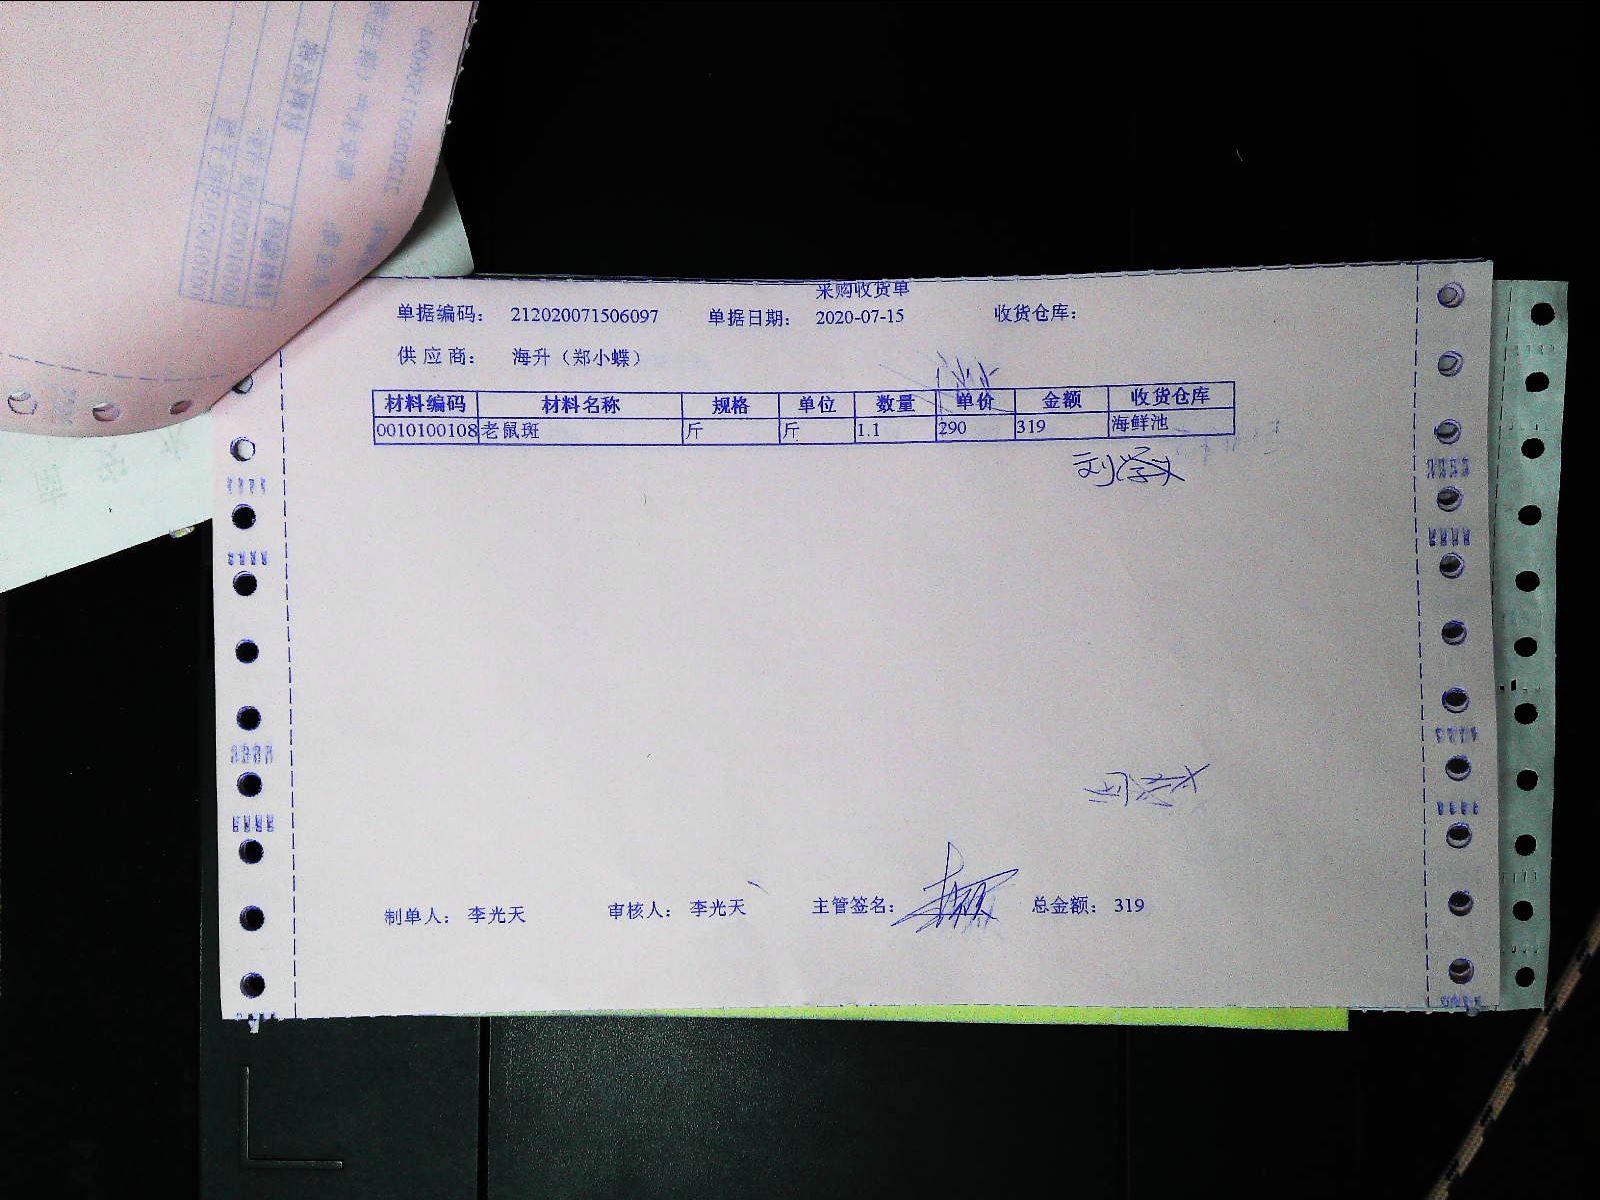 采购收货单
单据编码： 212020071506097 单据日期： 2020-07-15 收货仓库：
供应商： 海升（郑小蝶）
材料编码 材料名称 规格 单位 数量 单价 金额 收货仓库
0010100108 老鼠斑 斤 斤 1.1 290 319 海鲜池
制单人： 李光天 审核人： 李光天 主管签名： 总金额： 319